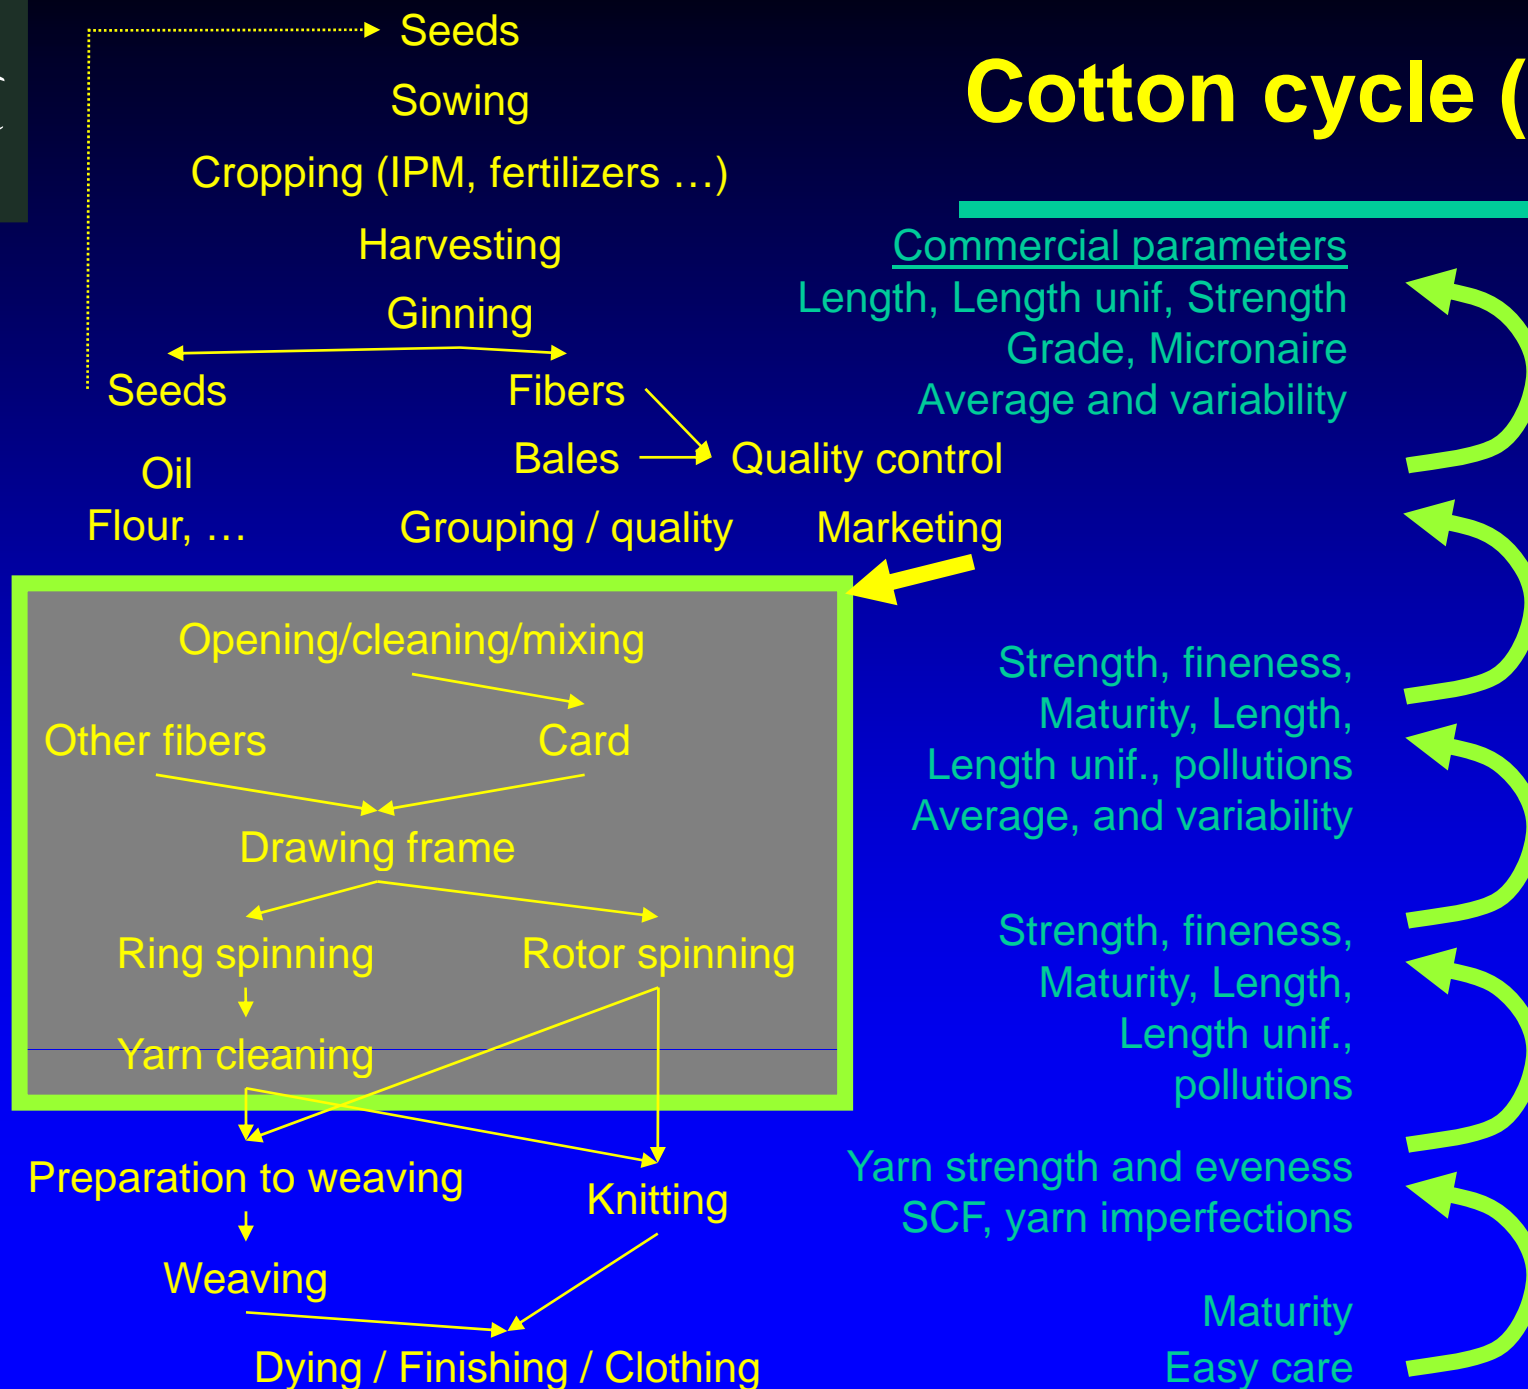 Cotton cycle (
Seeds
Sowing
Cropping (IPM, fertilizers …)
Harvesting
Ginning
Seeds
Fibers
Bales
Quality control
Oil
Flour, …
Grouping / quality
Marketing
Opening/cleaning/mixing
Other fibers
Card
Drawing frame
Ring spinning
Rotor spinning
Yarn cleaning
Preparation to weaving
Knitting
Weaving
Dying / Finishing / Clothing
Commercial parameters
Length, Length unif, Strength
Grade, Micronaire
Average and variability
Strength, fineness,
Maturity, Length,
Length unif., pollutions
Average, and variability
Strength, fineness,
Maturity, Length,
Length unif.,
pollutions
Yarn strength and eveness
SCF, yarn imperfections
Maturity
Easy care